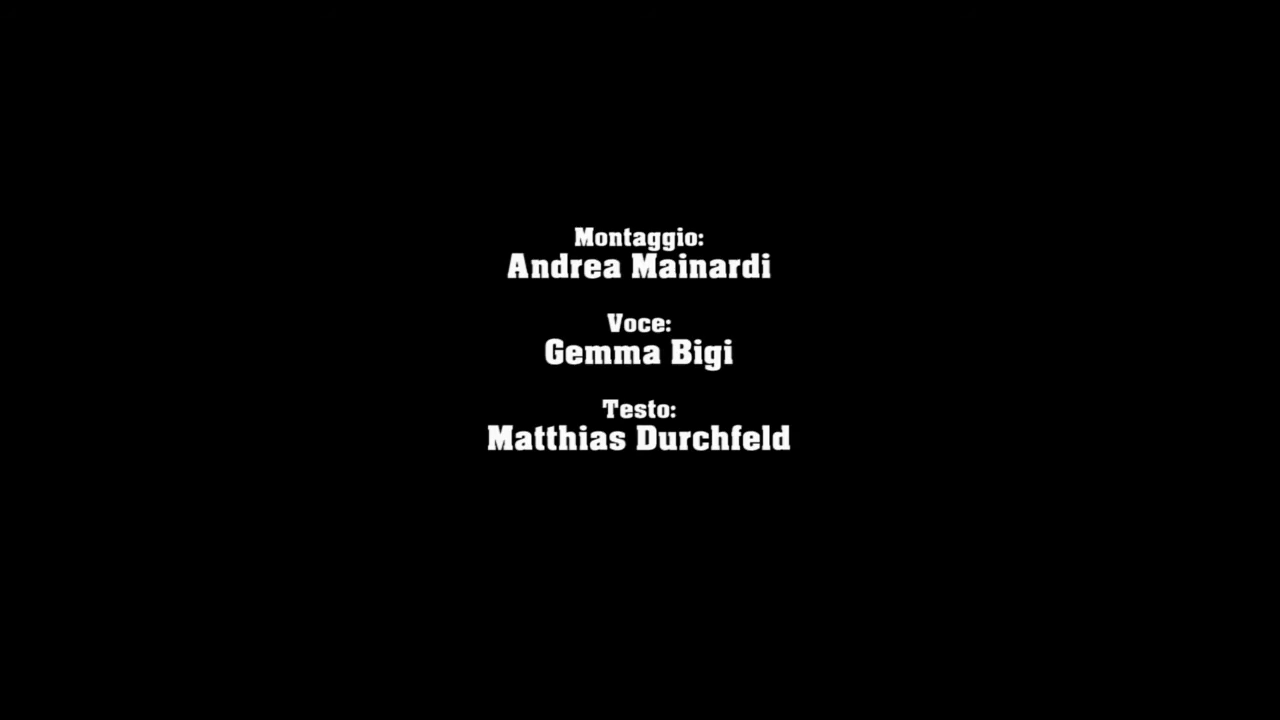 Montaggio:
Andrea Mainardi
Voce:
Gemma Bigi
Testo:
Matthias Durchfeld